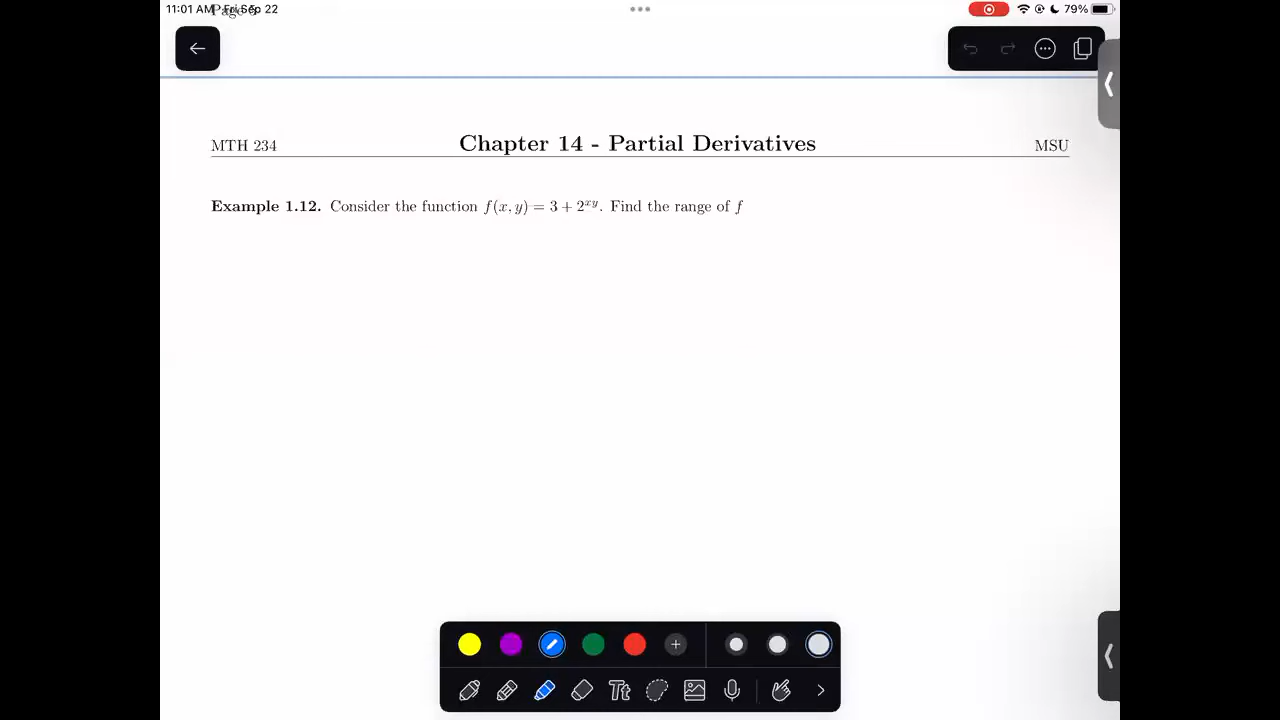 11:01 AM Fri Sep 22
79%
MTH 234 Chapter 14 - Partial Derivatives MSU
Example 1.12. Consider the function f(x, y) = 3 + 2^{xy}. Find the range of f
Tt